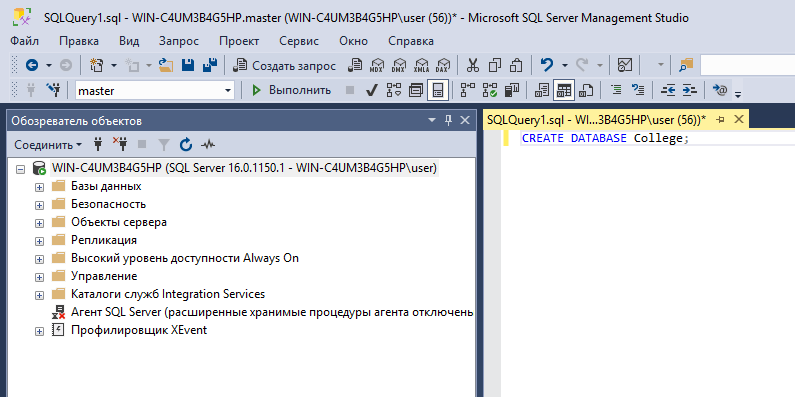 SQLQuery1.sql - WIN-C4UM3B4G5HP.master (WIN-C4UM3B4G5HP\user (56))* - Microsoft SQL Server Management Studio
Файл Правка Вид Запрос Проект Сервис Окно Справка
Создать запрос MDX DMX XMLA DAX
master Выполнить
Обозреватель объектов
SQLQuery1.sql - WI...3B4G5HP\user (56))*
Соединить
CREATE DATABASE College;
WIN-C4UM3B4G5HP (SQL Server 16.0.1150.1 - WIN-C4UM3B4G5HP\user)
Базы данных
Безопасность
Объекты сервера
Репликация
Высокий уровень доступности Always On
Управление
Каталоги служб Integration Services
Агент SQL Server (расширенные хранимые процедуры агента отключень
Профилировщик XEvent